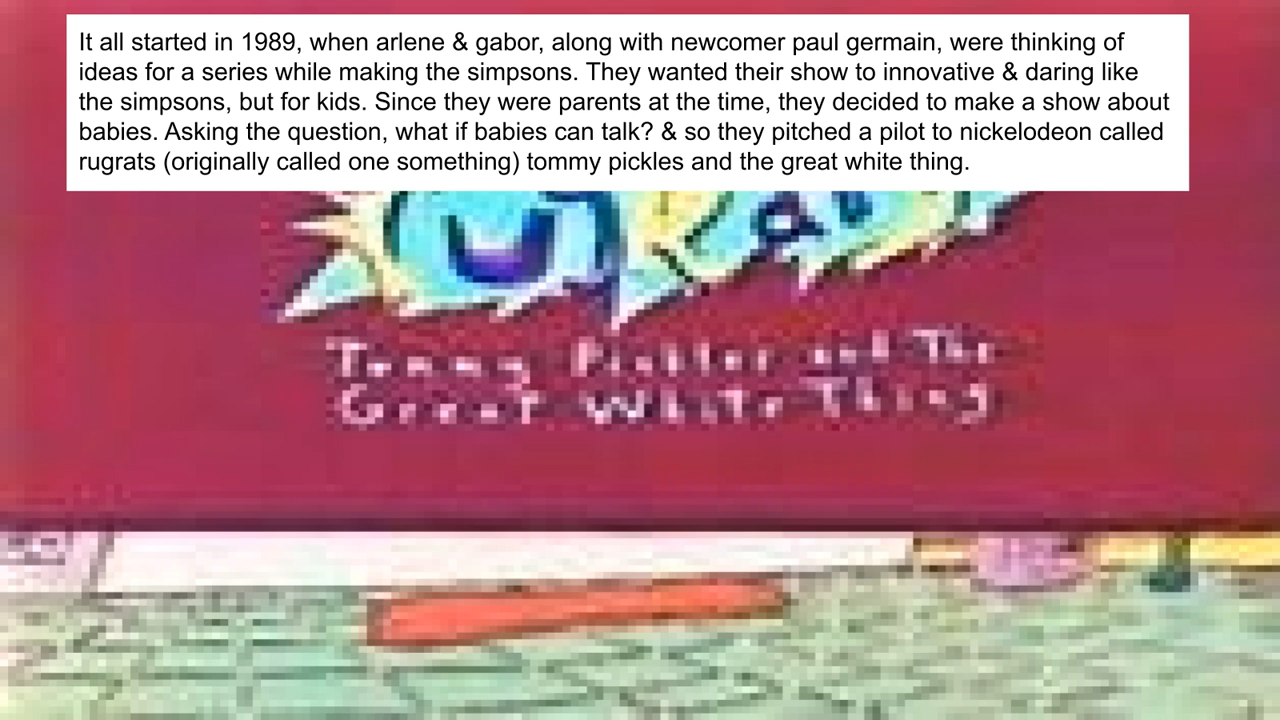 It all started in 1989, when arlene & gabor, along with newcomer paul germain, were thinking of
ideas for a series while making the simpsons. They wanted their show to innovative & daring like
the simpsons, but for kids. Since they were parents at the time, they decided to make a show about
babies. Asking the question, what if babies can talk? & so they pitched a pilot to nickelodeon called
rugrats (originally called one something) tommy pickles and the great white thing.
Tommy Pickles and The
Great White Thing